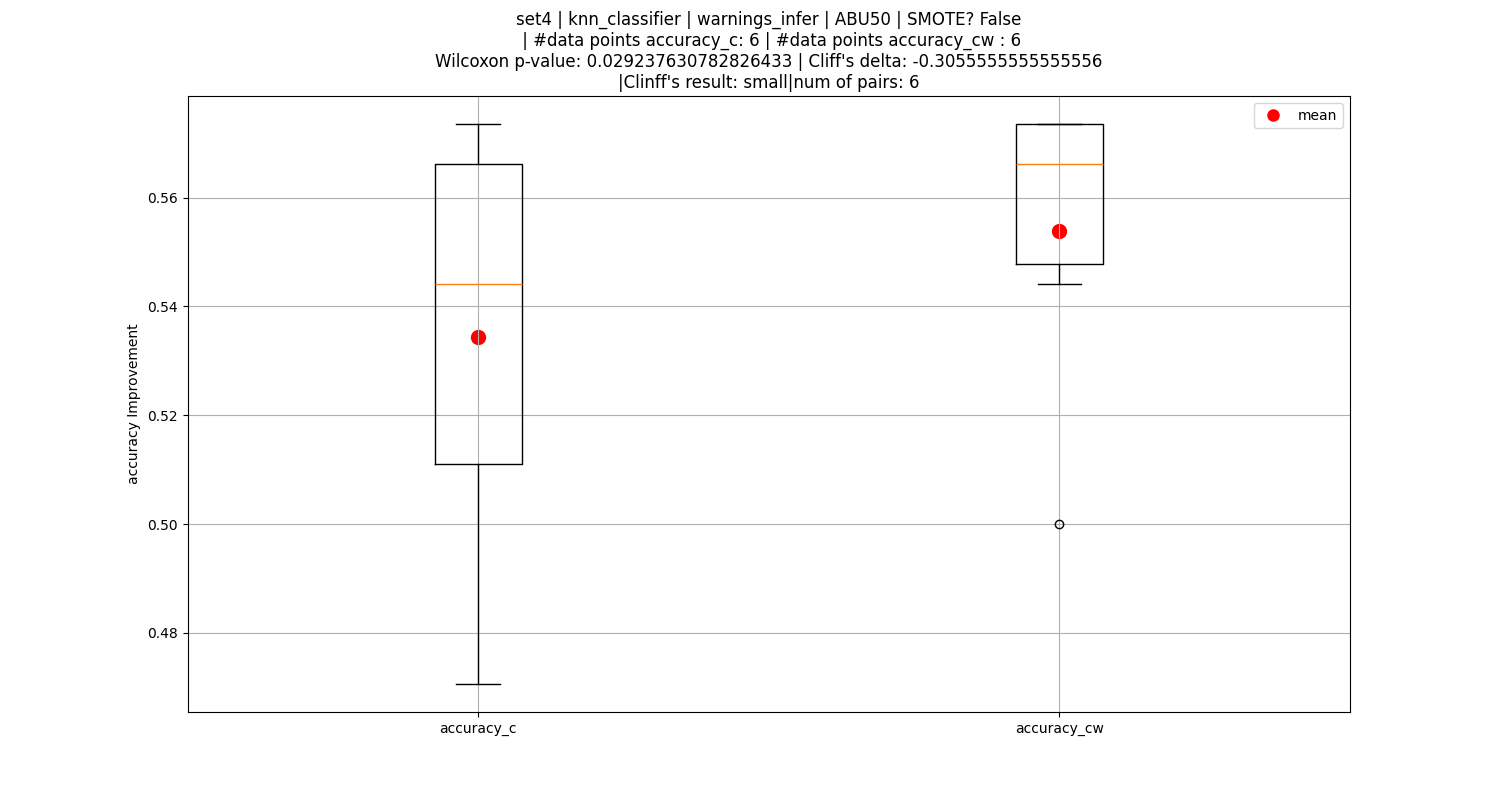 set4 | knn_classifier | warnings_infer | ABU50 | SMOTE? False
| #data points accuracy_c: 6 | #data points accuracy_cw : 6
Wilcoxon p-value: 0.029237630782826433 | Cliff's delta: -0.3055555555555556
|Clinff's result: small|num of pairs: 6
mean
accuracy Improvement
0.56
0.54
0.52
0.50
0.48
accuracy_c
accuracy_cw